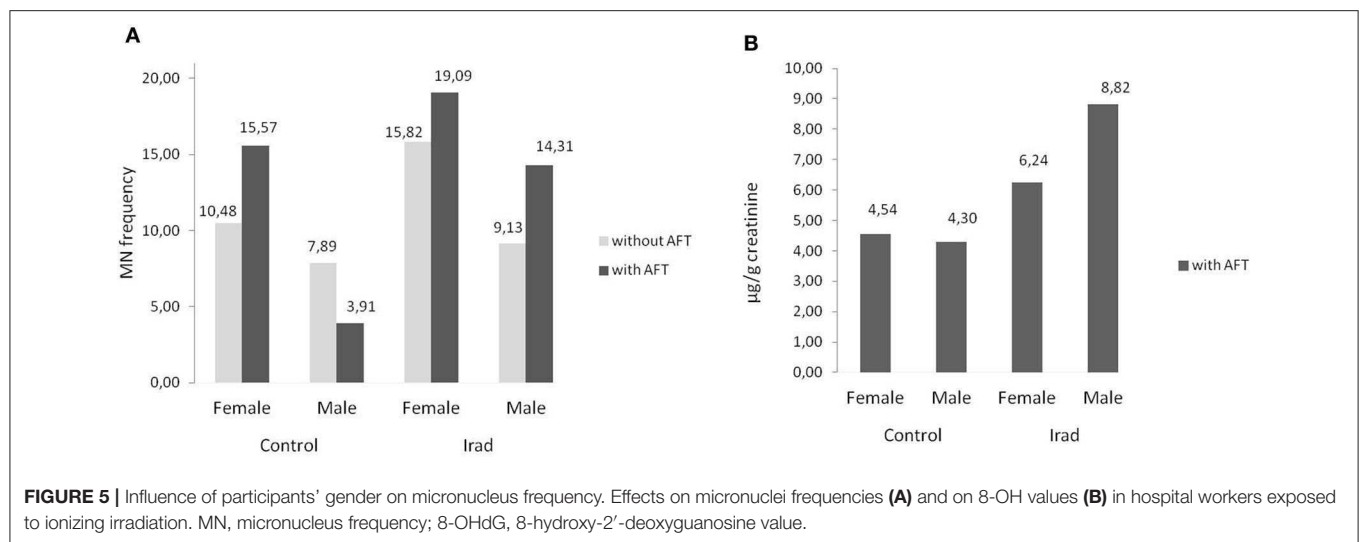 A
20,00
15,00
10,00
5,00
0,00
MN frequency
10,48
15,57
7,89
3,91
15,82
19,09
9,13
14,31
Female Male Female Male
Control Irad
without AFT
with AFT
B
10,00
9,00
8,00
7,00
6,00
5,00
4,00
3,00
2,00
1,00
0,00
µg/g creatinine
4,54
4,30
6,24
8,82
Female Male Female Male
Control Irad
with AFT
FIGURE 5 | Influence of participants’ gender on micronucleus frequency. Effects on micronuclei frequencies (A) and on 8-OH values (B) in hospital workers exposed
to ionizing irradiation. MN, micronucleus frequency; 8-OHdG, 8-hydroxy-2′-deoxyguanosine value.